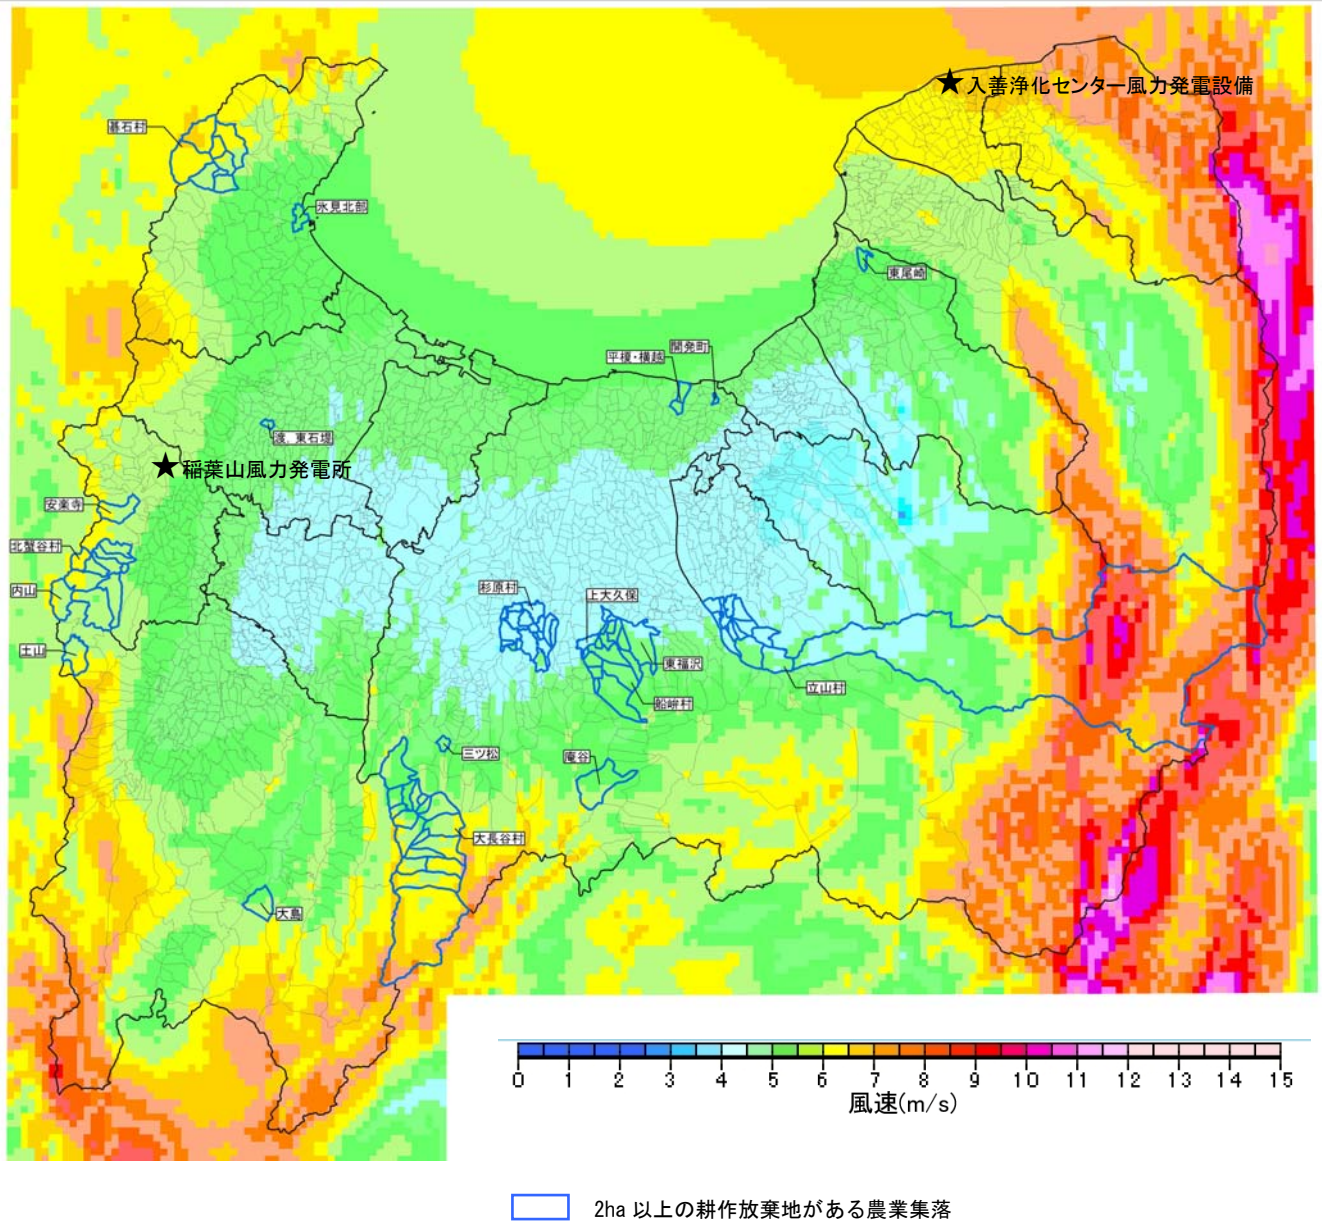 ★入善浄化センター風力発電設備
碁石村
氷見北部
東尾崎
開発町
平榎・横越
渡、東石堤
★稲葉山風力発電所
安楽寺
北蟹谷村
内山
杉原村
上大久保
土山
東福沢
立山村
船峅村
三ツ松
庵谷
大長谷村
大島
0 1 2 3 4 5 6 7 8 9 10 11 12 13 14 15
風速(m/s)
2ha 以上の耕作放棄地がある農業集落